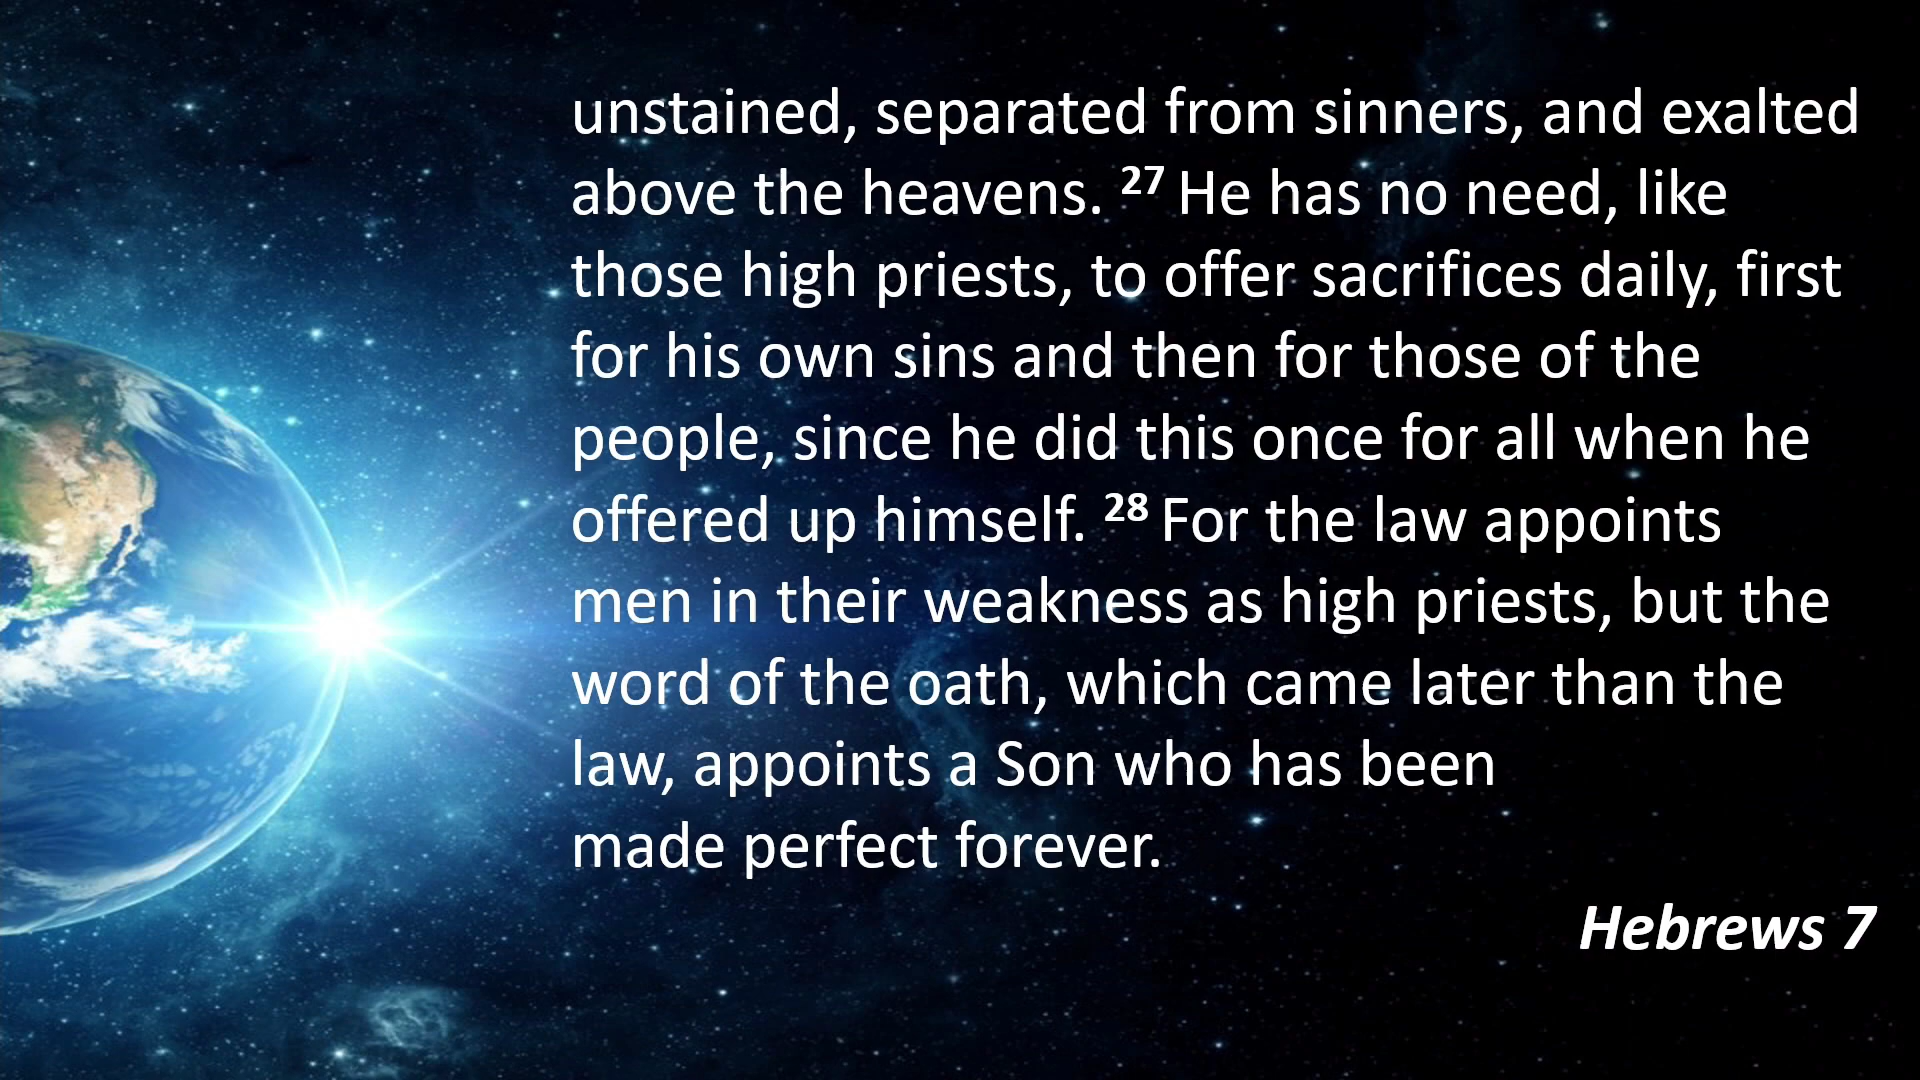 unstained, separated from sinners, and exalted
above the heavens. 27 He has no need, like
those high priests, to offer sacrifices daily, first
for his own sins and then for those of the
people, since he did this once for all when he
offered up himself. 28 For the law appoints
men in their weakness as high priests, but the
word of the oath, which came later than the
law, appoints a Son who has been
made perfect forever.
Hebrews 7